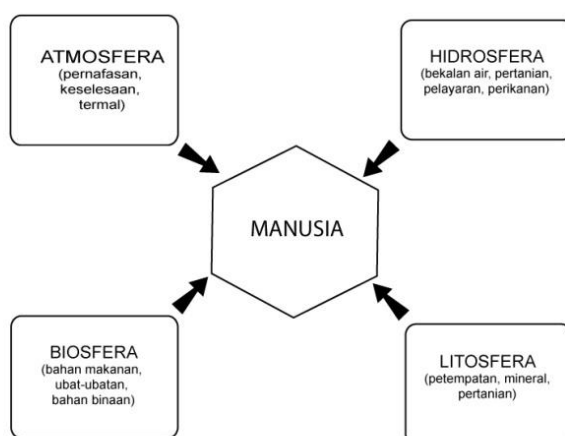 ATMOSFERA
(pernafasan,
keselesaan,
termal)
HIDROSFERA
(bekalan air, pertanian,
pelayaran, perikanan)
MANUSIA
BIOSFERA
(bahan makanan,
ubat-ubatan,
bahan binaan)
LITOSFERA
(petempatan, mineral,
pertanian)